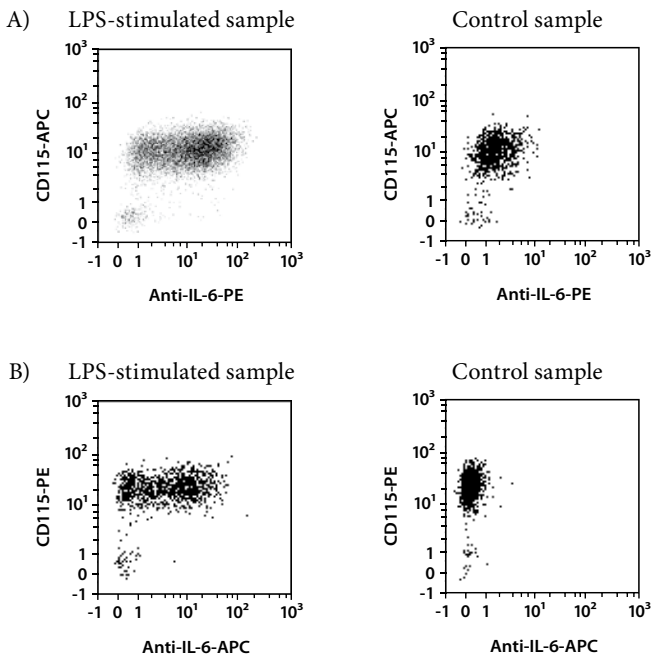 A) LPS-stimulated sample Control sample
10³
10²
10¹
1
0
-1
CD115-APC
-1 0 1 10¹ 10² 10³
Anti-IL-6-PE
10³
10²
10¹
1
0
-1
CD115-APC
-1 0 1 10¹ 10² 10³
Anti-IL-6-PE
B) LPS-stimulated sample Control sample
10³
10²
10¹
1
0
-1
CD115-PE
-1 0 1 10¹ 10² 10³
Anti-IL-6-APC
10³
10²
10¹
1
0
-1
CD115-PE
-1 0 1 10¹ 10² 10³
Anti-IL-6-APC